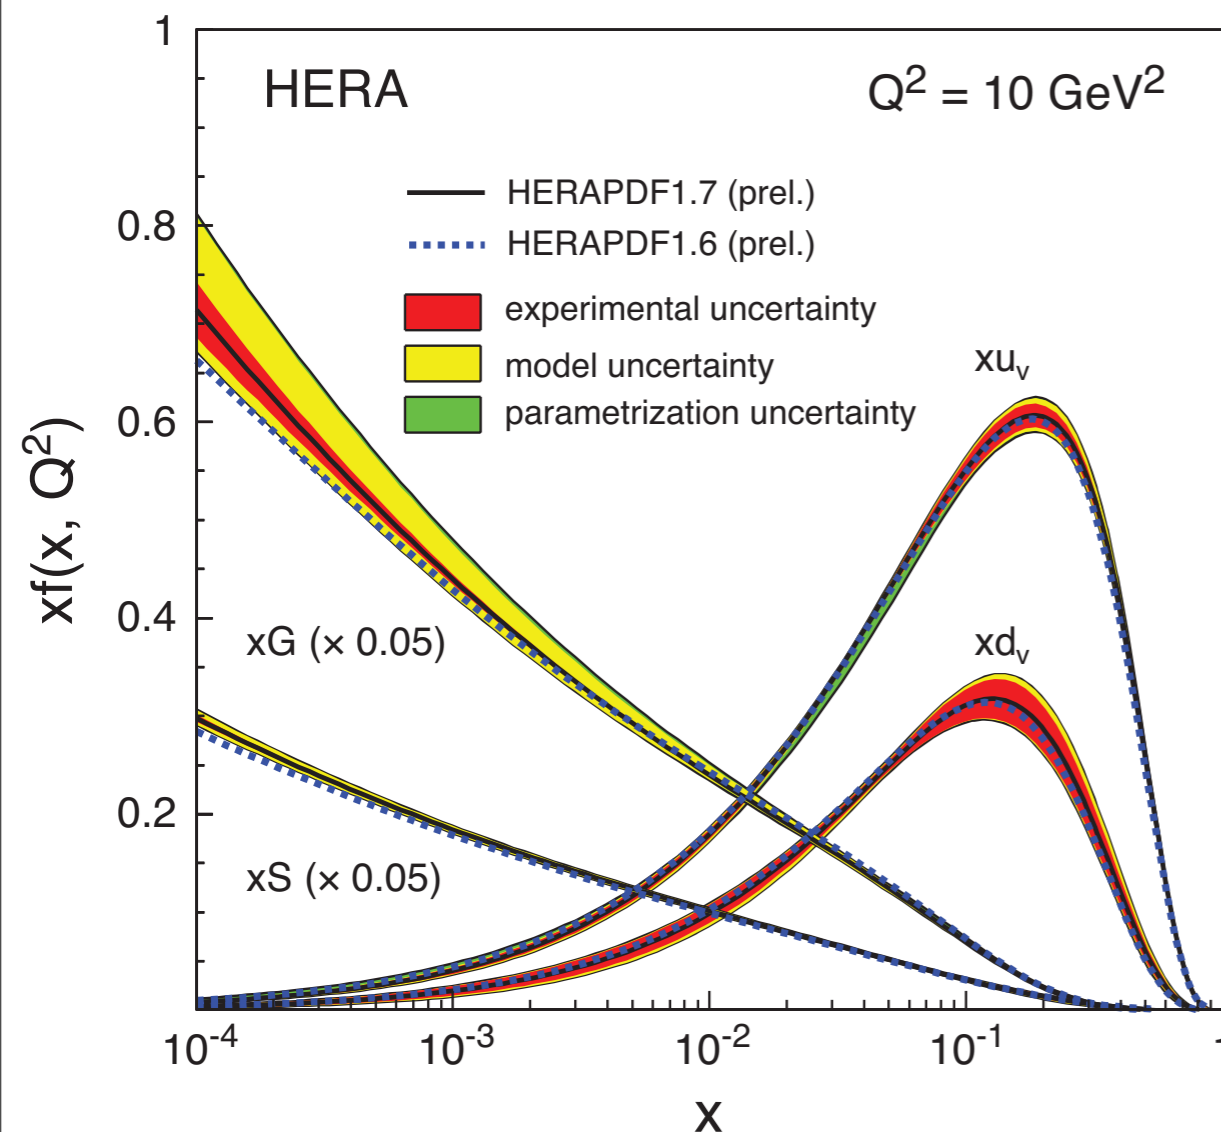 1
HERA
Q² = 10 GeV²
HERAPDF1.7 (prel.)
HERAPDF1.6 (prel.)
experimental uncertainty
model uncertainty
parametrization uncertainty
xuᵥ
xdᵥ
xG (× 0.05)
xS (× 0.05)
0.8
0.6
0.4
0.2
xf(x, Q²)
10⁻⁴ 10⁻³ 10⁻² 10⁻¹ 1
x